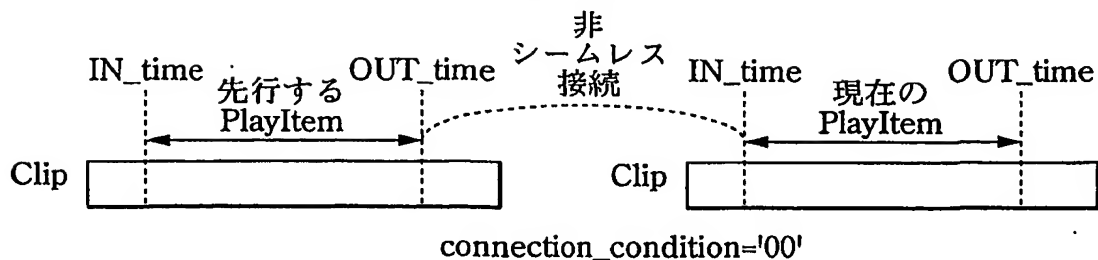 非
シームレス
接続
IN_time
OUT_time
先行する
PlayItem
IN_time
OUT_time
現在の
PlayItem
Clip
Clip
connection_condition='00'